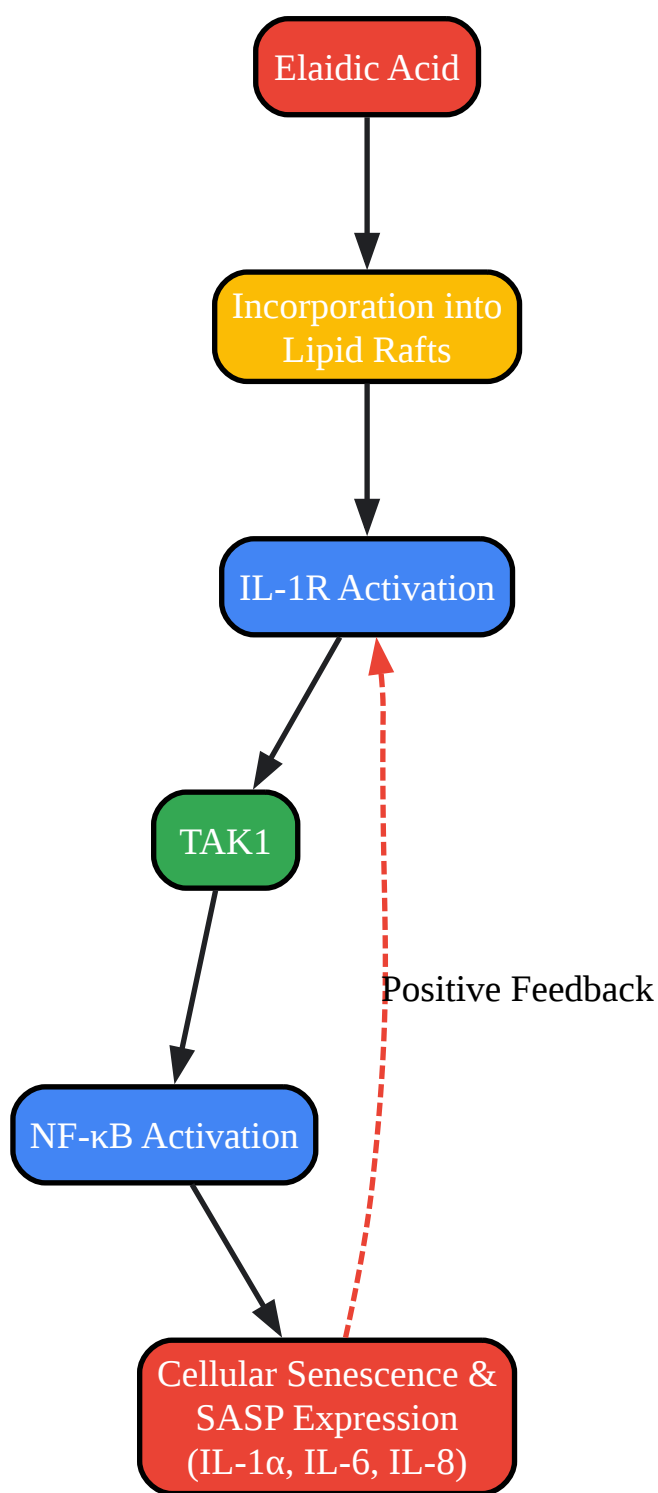 Elaidic Acid
Incorporation into
Lipid Rafts
IL-1R Activation
TAK1
Positive Feedback
NF-κB Activation
Cellular Senescence &
SASP Expression
(IL-1α, IL-6, IL-8)